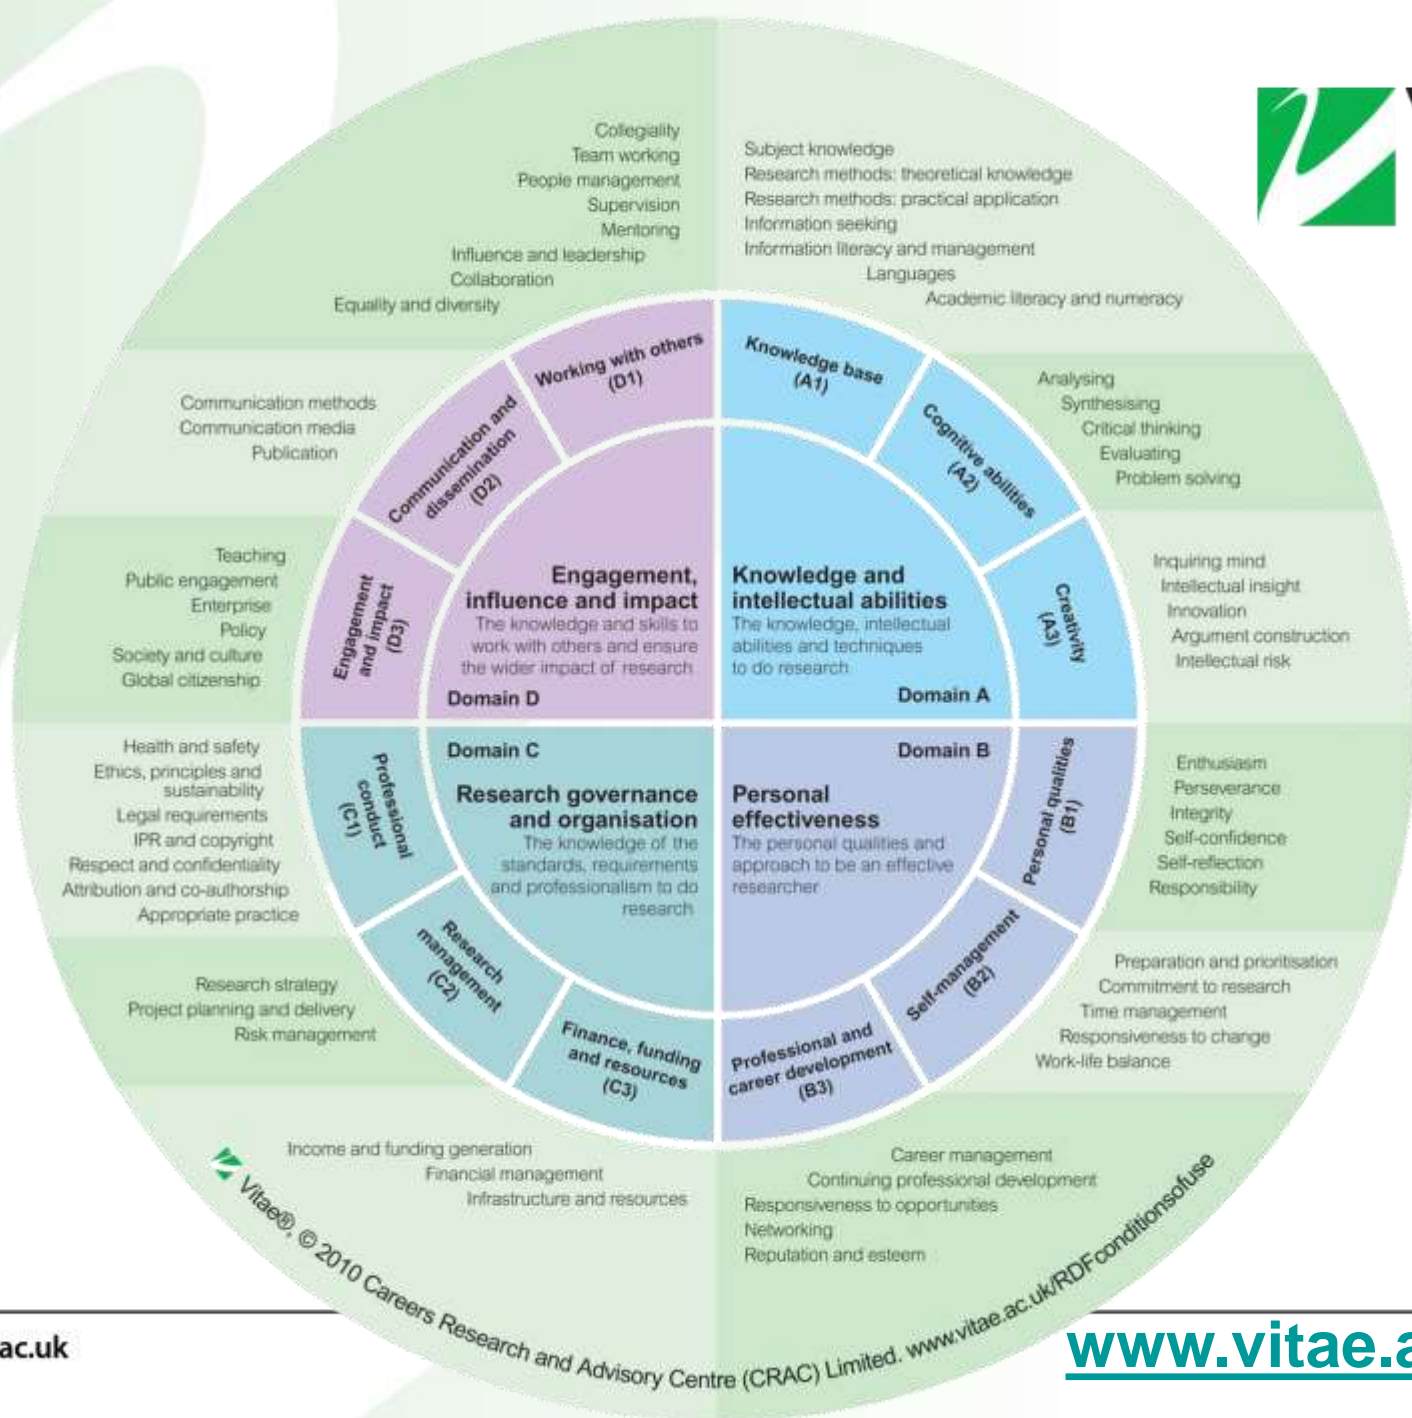 Collegiality
Team working
People management
Supervision
Mentoring
Influence and leadership
Collaboration
Equality and diversity
Subject knowledge
Research methods: theoretical knowledge
Research methods: practical application
Information seeking
Information literacy and management
Languages
Academic literacy and numeracy
Working with others
(D1)
Knowledge base
(A1)
Communication methods
Communication media
Publication
Communication and
dissemination
(D2)
Cognitive abilities
(A2)
Analysing
Synthesising
Critical thinking
Evaluating
Problem solving
Teaching
Public engagement
Enterprise
Policy
Society and culture
Global citizenship
Engagement
and impact
(D3)
Engagement,
influence and impact
The knowledge and skills to
work with others and ensure
the wider impact of research
Domain D
Knowledge and
intellectual abilities
The knowledge, intellectual
abilities and techniques
to do research
Domain A
Creativity
(A3)
Inquiring mind
Intellectual insight
Innovation
Argument construction
Intellectual risk
Health and safety
Ethics, principles and
sustainability
Legal requirements
IPR and copyright
Respect and confidentiality
Attribution and co-authorship
Appropriate practice
Professional
conduct
(C1)
Domain C
Research governance
and organisation
The knowledge of the
standards, requirements
and professionalism to do
research
Domain B
Personal
effectiveness
The personal qualities and
approach to be an effective
researcher
Personal qualities
(B1)
Enthusiasm
Perseverance
Integrity
Self-confidence
Self-reflection
Responsibility
Research strategy
Project planning and delivery
Risk management
Research
management
(C2)
Self-management
(B2)
Preparation and prioritisation
Commitment to research
Time management
Responsiveness to change
Work-life balance
Finance, funding
and resources
(C3)
Professional and
career development
(B3)
Income and funding generation
Financial management
Infrastructure and resources
Career management
Continuing professional development
Responsiveness to opportunities
Networking
Reputation and esteem
Vitae®, © 2010 Careers Research and Advisory Centre (CRAC) Limited. www.vitae.ac.uk/RDFconditionsofuse
ac.uk
www.vitae.a